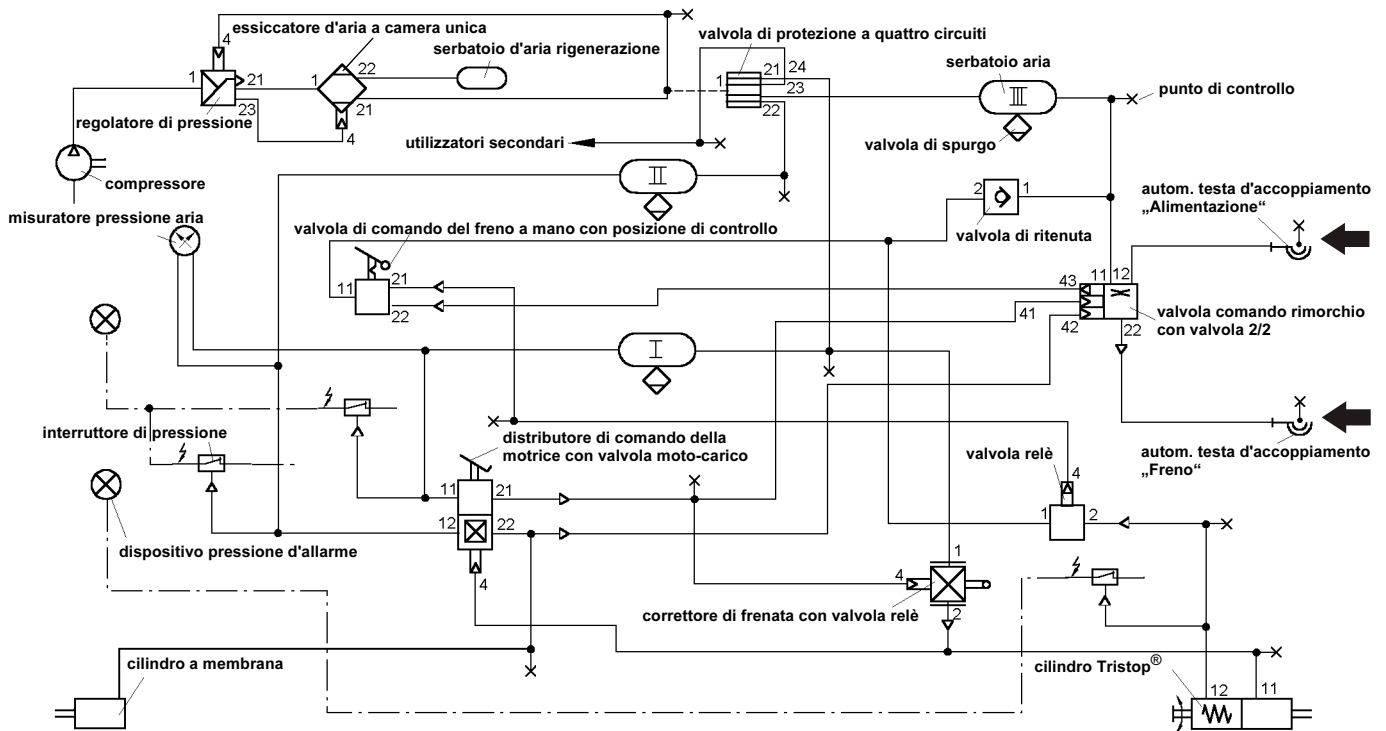 essiccatore d'aria a camera unica
4
serbatoio d'aria rigenerazione
valvola di protezione a quattro circuiti
serbatoio aria
1
21
1
22
21
24
1
23
III
punto di controllo
23
21
22
regolatore di pressione
4
utilizzatori secondari
valvola di spurgo
compressore
II
2
1
autom. testa d'accoppiamento
„Alimentazione“
misuratore pressione aria
valvola di comando del freno a mano con posizione di controllo
valvola di ritenuta
21
43
11
12
11
22
41
42
22
valvola comando rimorchio
con valvola 2/2
I
interruttore di pressione
distributore di comando della
motrice con valvola moto-carico
valvola relè
autom. testa d'accoppiamento
„Freno“
4
11
21
12
22
1
2
dispositivo pressione d'allarme
1
4
4
correttore di frenata con valvola relè
2
cilindro a membrana
cilindro Tristop®
12
11